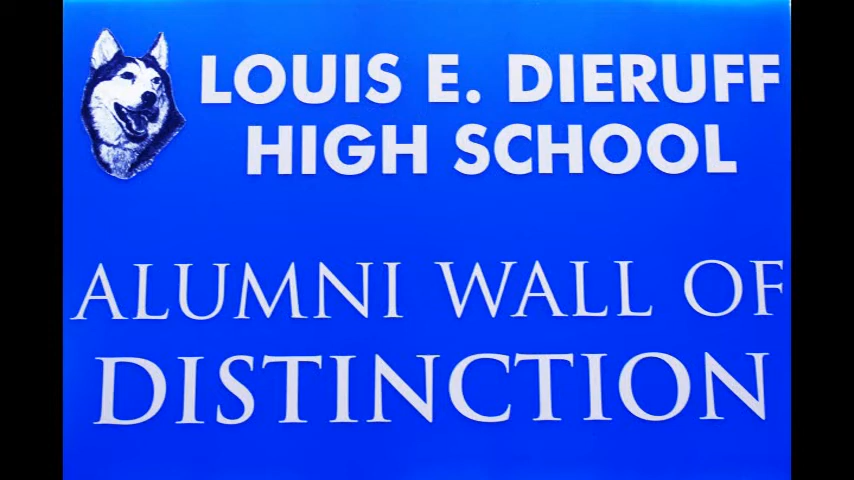 LOUIS E. DIERUFF
HIGH SCHOOL
ALUMNI WALL OF
DISTINCTION